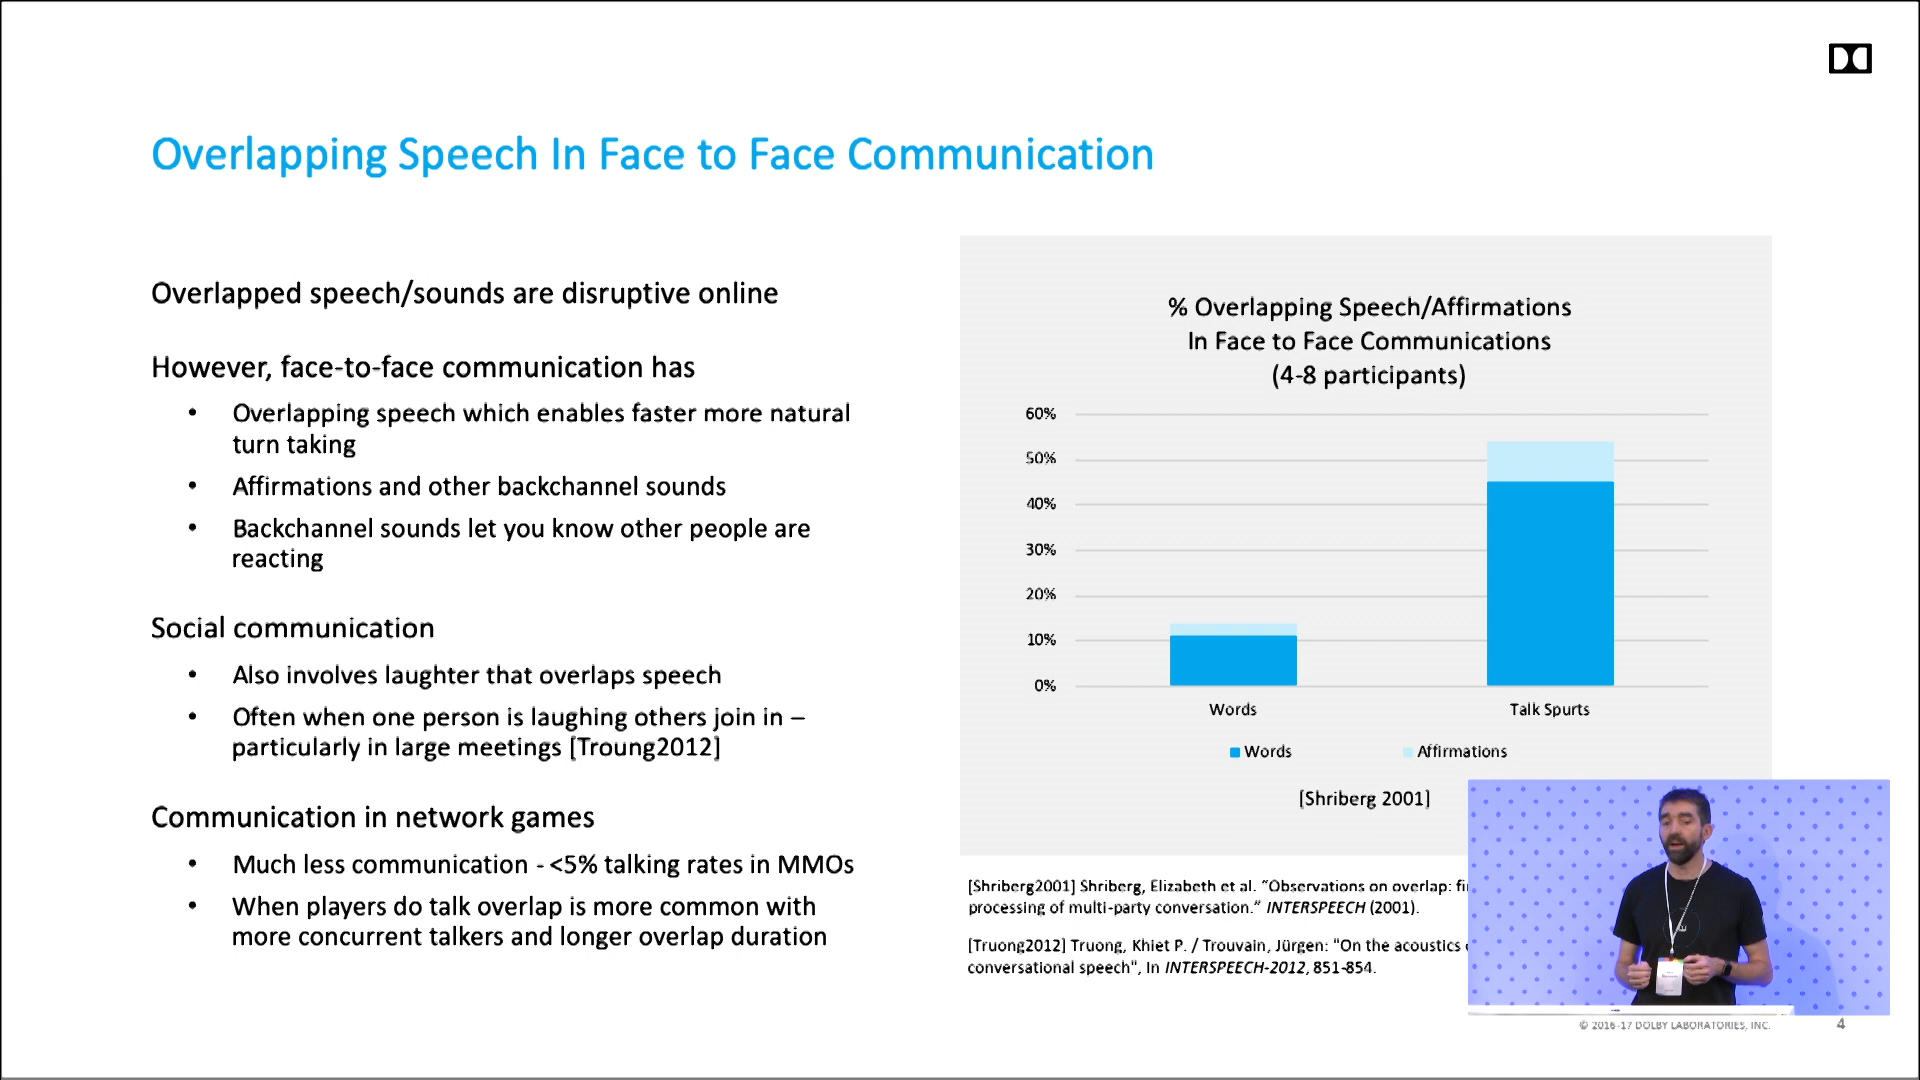 Overlapping Speech In Face to Face Communication
Overlapped speech/sounds are disruptive online
However, face-to-face communication has
• Overlapping speech which enables faster more natural
turn taking
• Affirmations and other backchannel sounds
• Backchannel sounds let you know other people are
reacting
Social communication
• Also involves laughter that overlaps speech
• Often when one person is laughing others join in –
particularly in large meetings [Troung2012]
Communication in network games
• Much less communication - <5% talking rates in MMOs
• When players do talk overlap is more common with
more concurrent talkers and longer overlap duration
% Overlapping Speech/Affirmations
In Face to Face Communications
(4-8 participants)
60%
50%
40%
30%
20%
10%
0%
Words
Talk Spurts
Words
Affirmations
[Shriberg 2001]
[Shriberg2001] Shriberg, Elizabeth et al. "Observations on overlap:
processing of multi-party conversation." INTERSPEECH (2001).
[Truong2012] Truong, Khiet P. / Trouvain, Jürgen: "On the acoustics
conversational speech", In INTERSPEECH-2012, 851-854.
© 2016-17 DOLBY LABORATORIES, INC.
4